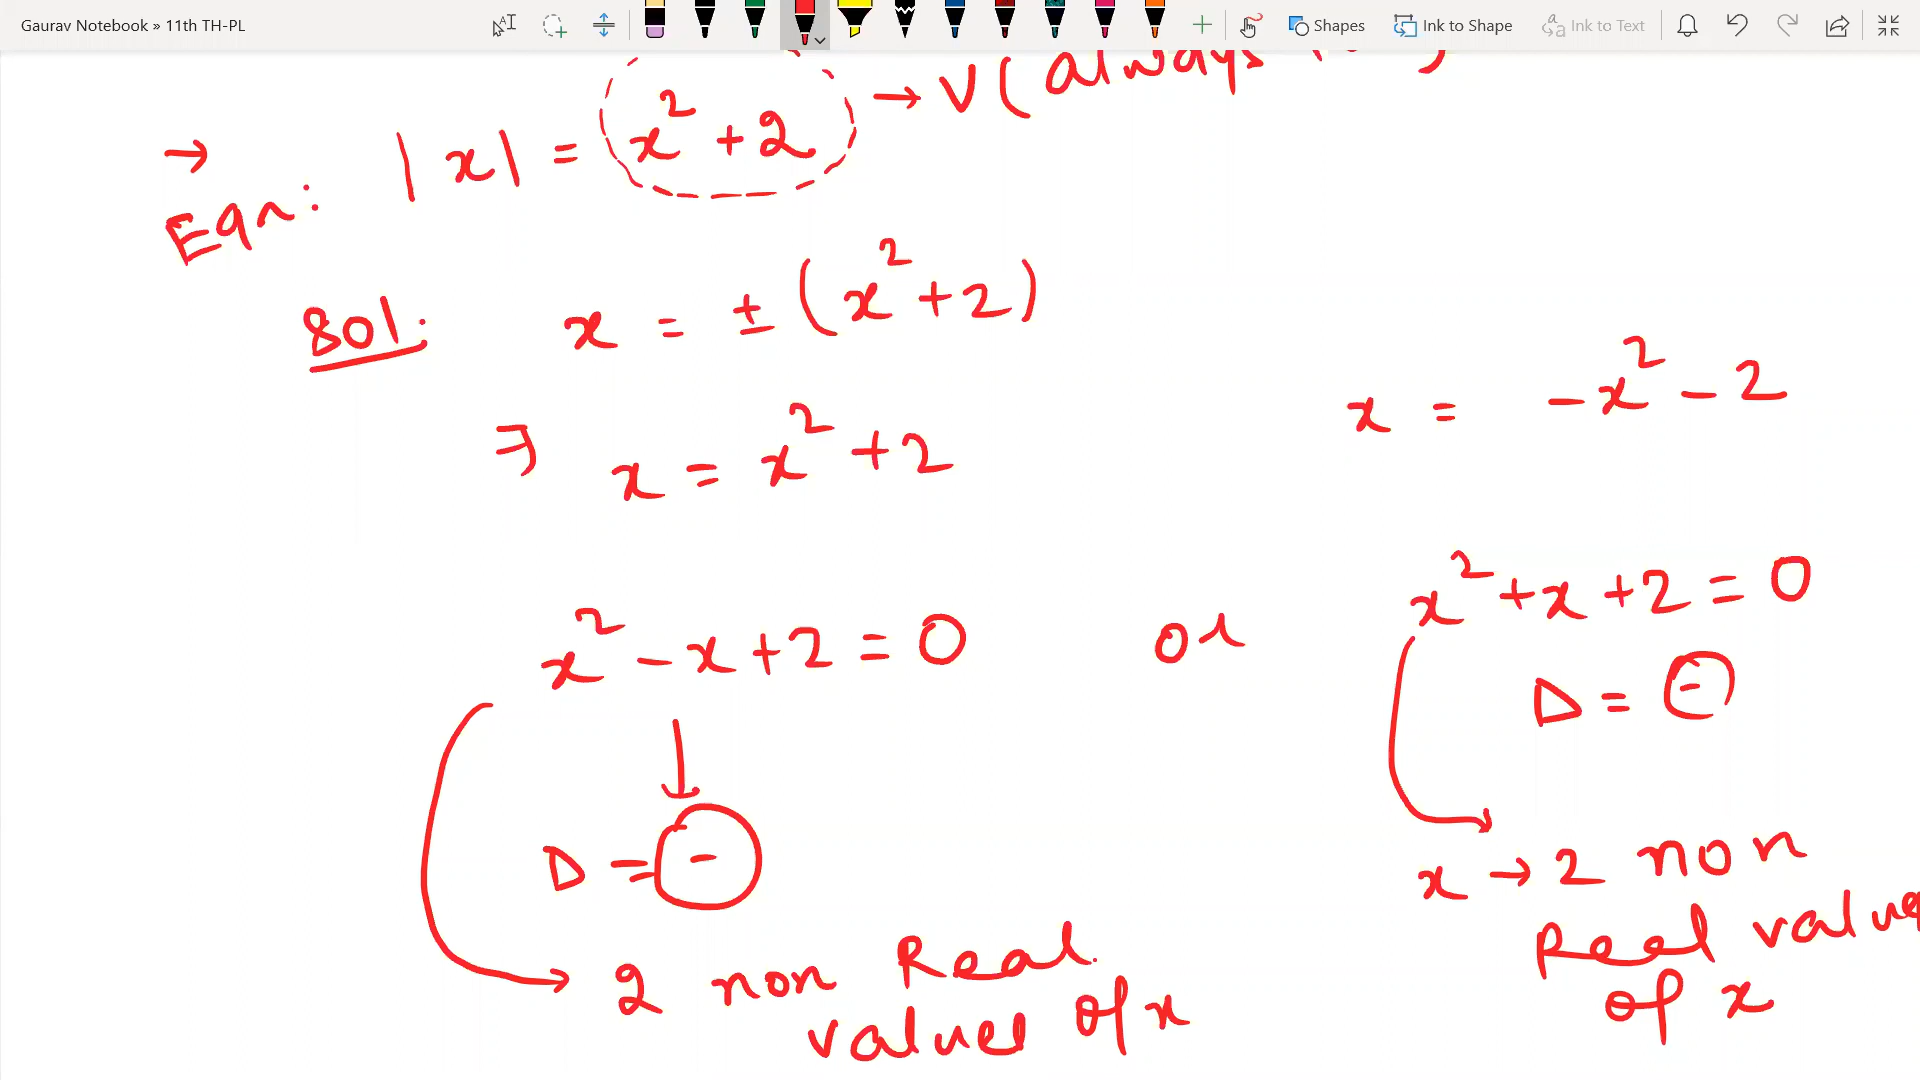 Gaurav Notebook » 11th TH-PL
Shapes Ink to Shape Ink to Text
→ V ( always
→
Eqn: |x| = x² + 2
Sol: x = ± (x² + 2)
⇒ x = x² + 2
x = -x² - 2
x² - x + 2 = 0 or x² + x + 2 = 0
D = -
D = -
x → 2 non
Real values
of x
2 non Real
values of x